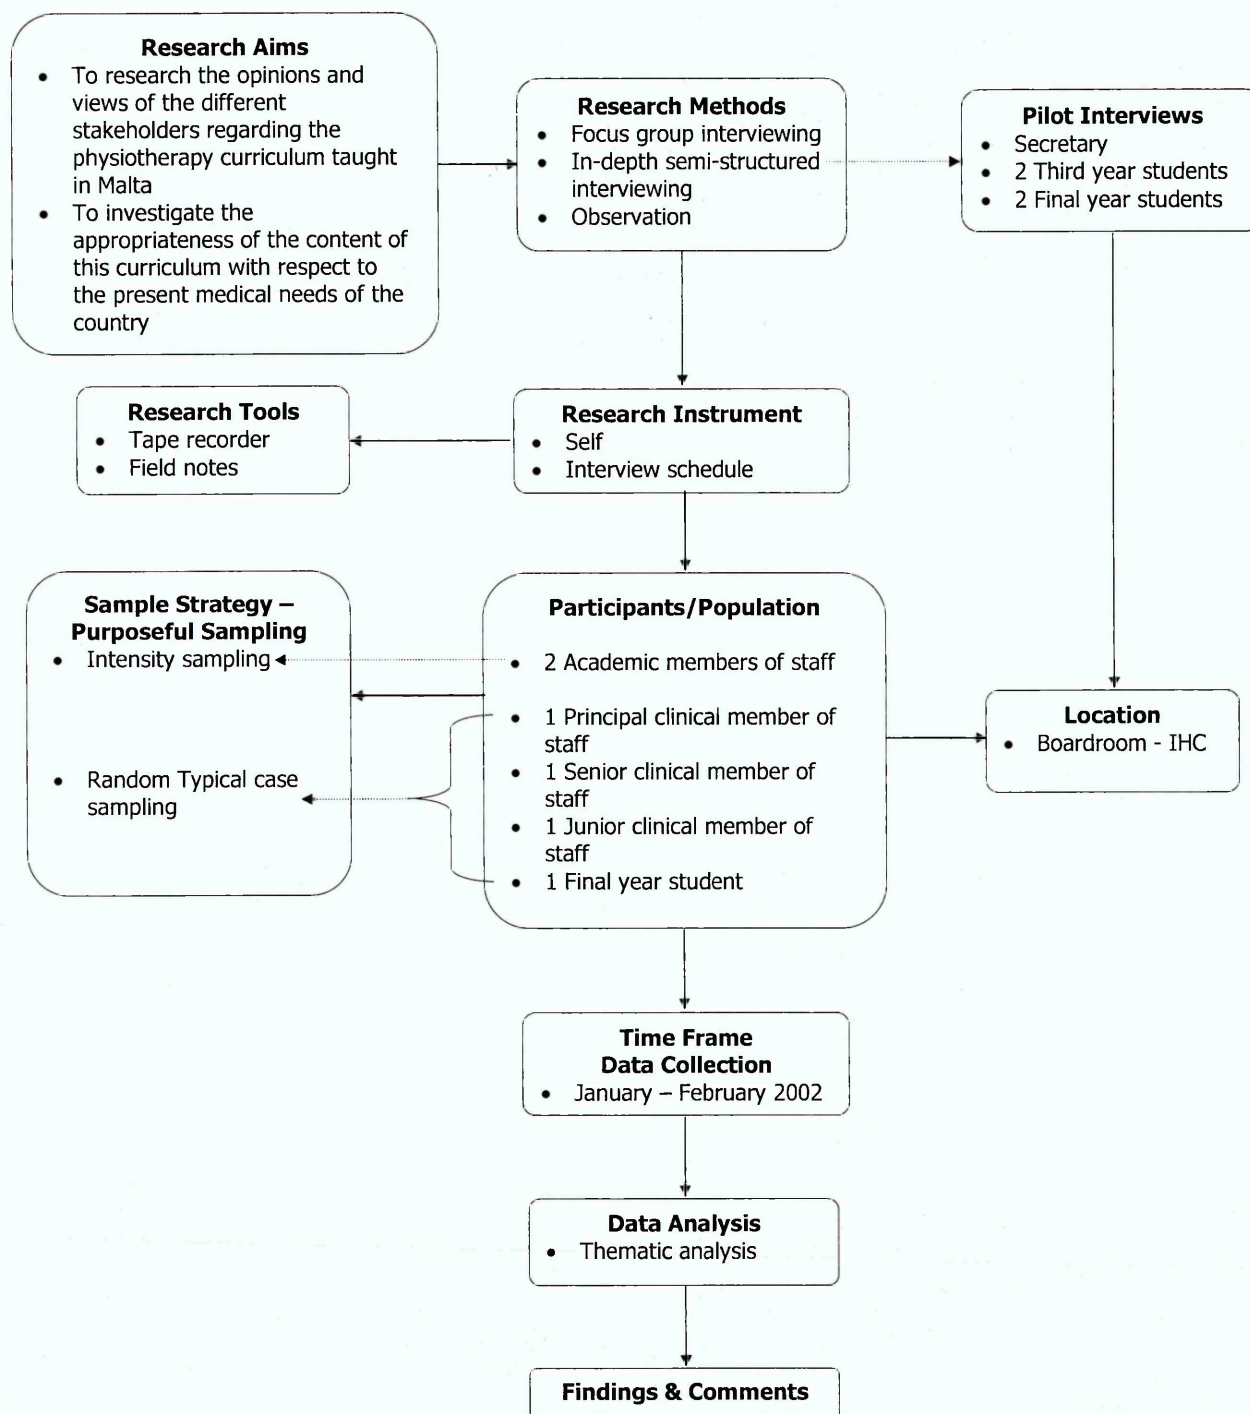 Research Aims
• To research the opinions and
views of the different
stakeholders regarding the
physiotherapy curriculum taught
in Malta
• To investigate the
appropriateness of the content of
this curriculum with respect to
the present medical needs of the
country
Research Methods
• Focus group interviewing
• In-depth semi-structured
interviewing
• Observation
Pilot Interviews
• Secretary
• 2 Third year students
• 2 Final year students
Research Tools
• Tape recorder
• Field notes
Research Instrument
• Self
• Interview schedule
Sample Strategy –
Purposeful Sampling
• Intensity sampling
• Random Typical case
sampling
Participants/Population
• 2 Academic members of staff
• 1 Principal clinical member of
staff
• 1 Senior clinical member of
staff
• 1 Junior clinical member of
staff
• 1 Final year student
Location
• Boardroom - IHC
Time Frame
Data Collection
• January – February 2002
Data Analysis
• Thematic analysis
Findings & Comments